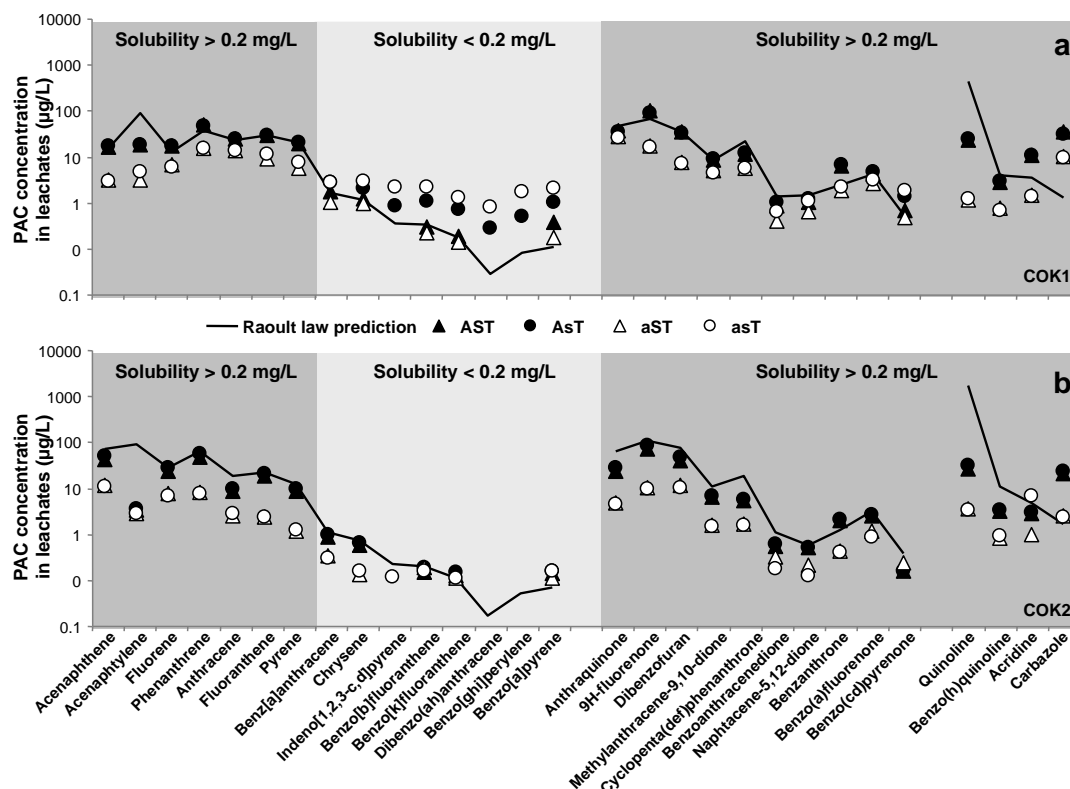 10000
1000
100
10
1
0
0.1
PAC concentration
in leachates (µg/L)
Solubility > 0.2 mg/L
Solubility < 0.2 mg/L
Solubility > 0.2 mg/L
a
COK1
Raoult law prediction AST AsT aST asT
10000
1000
100
10
1
0
0.1
PAC concentration
in leachates (µg/L)
Solubility > 0.2 mg/L
Solubility < 0.2 mg/L
Solubility > 0.2 mg/L
b
COK2
Acenaphthene
Acenaphtylene
Fluorene
Phenanthrene
Anthracene
Fluoranthene
Pyrene
Benz[a]anthracene
Chrysene
Indeno[1,2,3-c, d]pyrene
Benzo[b]fluoranthene
Benzo[k]fluoranthene
Dibenzo(ah)anthracene
Benzo[gh]perylene
Benzo[a]pyrene
Anthraquinone
9H-fluorenone
Dibenzofuran
Methylanthracene-9,10-dione
Cyclopenta(def)phenanthrone
Benzoanthracenedione
Naphtacene-5,12-dione
Benzanthrone
Benzo(a)fluorenone
Benzo(cd)pyrenone
Quinoline
Benzo(h)quinoline
Acridine
Carbazole